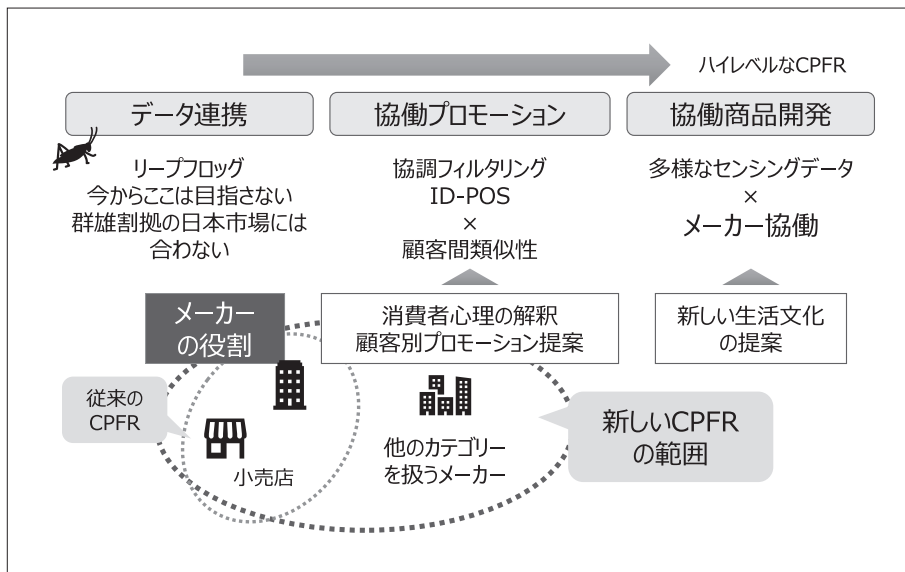 ハイレベルなCPFR
データ連携
協働プロモーション
協働商品開発
リープフロッグ
今からここは目指さない
群雄割拠の日本市場には
合わない
協調フィルタリング
ID-POS
×
顧客間類似性
多様なセンシングデータ
×
メーカー協働
メーカー
の役割
消費者心理の解釈
顧客別プロモーション提案
新しい生活文化
の提案
従来の
CPFR
小売店
他のカテゴリー
を扱うメーカー
新しいCPFR
の範囲